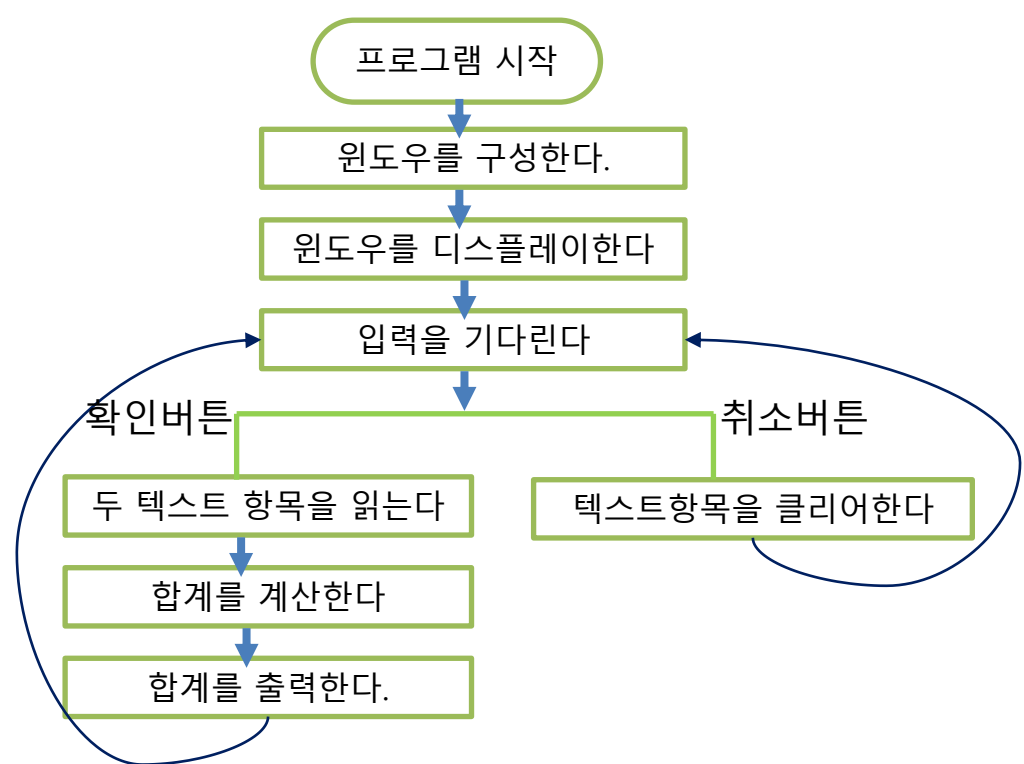 프로그램 시작
윈도우를 구성한다.
윈도우를 디스플레이한다
입력을 기다린다
확인버튼
취소버튼
두 텍스트 항목을 읽는다
텍스트항목을 클리어한다
합계를 계산한다
합계를 출력한다.